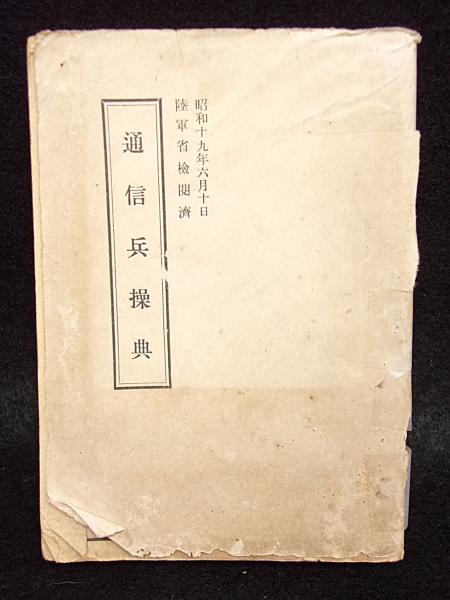 昭和十九年六月十日
陸軍省檢閲濟
通信兵操典